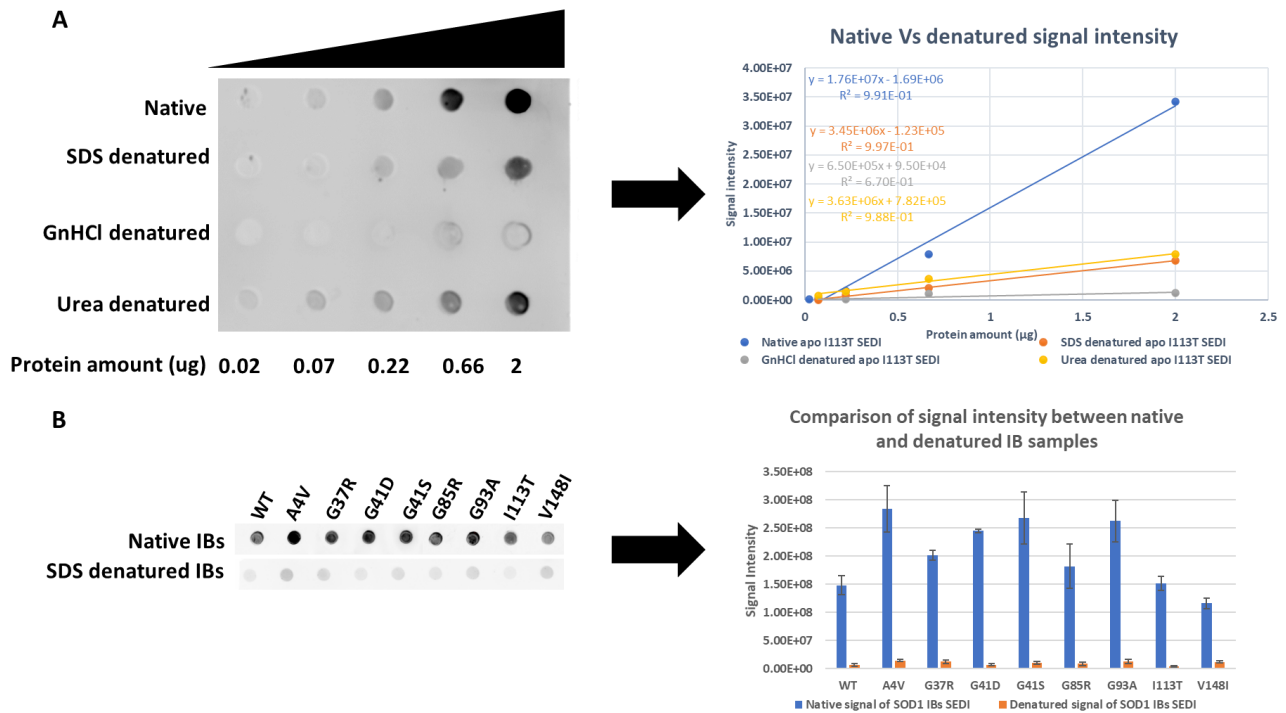 A
Native
SDS denatured
GnHCl denatured
Urea denatured
Protein amount (ug) 0.02 0.07 0.22 0.66 2
Native Vs denatured signal intensity
y = 1.76E+07x - 1.69E+06
R² = 9.91E-01
y = 3.45E+06x - 1.23E+05
R² = 9.97E-01
y = 6.50E+05x + 9.50E+04
R² = 6.70E-01
y = 3.63E+06x + 7.82E+05
R² = 9.88E-01
Signal intensity
4.00E+07
3.50E+07
3.00E+07
2.50E+07
2.00E+07
1.50E+07
1.00E+07
5.00E+06
0.00E+00
0 0.5 1 1.5 2 2.5
Protein amount (µg)
Native apo I113T SEDI
SDS denatured apo I113T SEDI
GnHCl denatured apo I113T SEDI
Urea denatured apo I113T SEDI
B
WT A4V G37R G41D G41S G85R G93A I113T V148I
Native IBs
SDS denatured IBs
Comparison of signal intensity between native
and denatured IB samples
Signal Intensity
3.50E+08
3.00E+08
2.50E+08
2.00E+08
1.50E+08
1.00E+08
5.00E+07
0.00E+00
WT A4V G37R G41D G41S G85R G93A I113T V148I
Native signal of SOD1 IBs SEDI
Denatured signal of SOD1 IBs SEDI